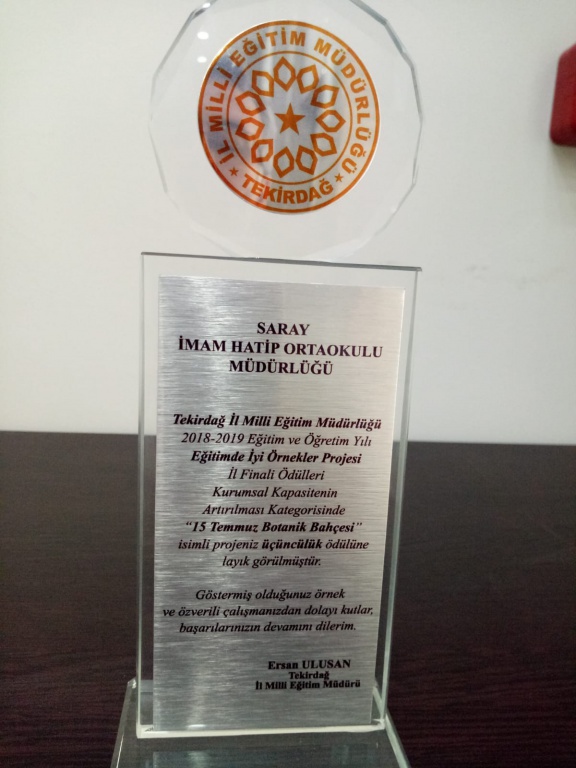 İL MİLLİ EĞİTİM MÜDÜRLÜĞÜ
TEKİRDAĞ
SARAY
İMAM HATİP ORTAOKULU
MÜDÜRLÜĞÜ
Tekirdağ İl Milli Eğitim Müdürlüğü
2018-2019 Eğitim ve Öğretim Yılı
Eğitimde İyi Örnekler Projesi
İl Finali Ödülleri
Kurumsal Kapasitenin
Artırılması Kategorisinde
“15 Temmuz Botanik Bahçesi”
isimli projeniz üçüncülük ödülüne
layık görülmüştür.
Göstermiş olduğunuz örnek
ve özverili çalışmanızdan dolayı kutlar,
başarılarınızın devamını dilerim.
Ersan ULUSAN
Tekirdağ
İl Milli Eğitim Müdürü